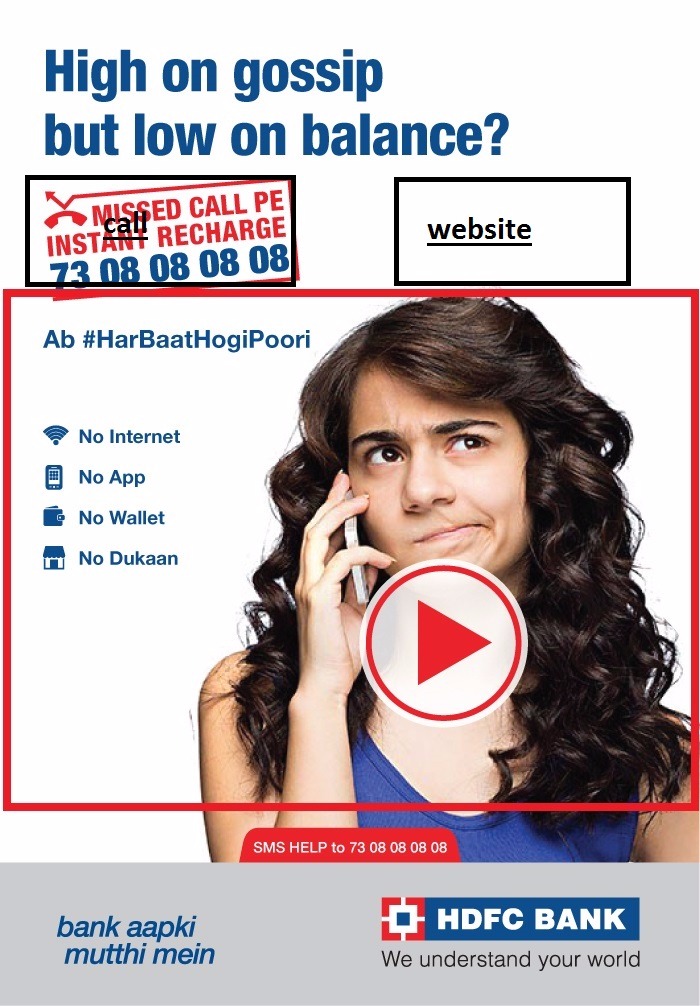 High on gossip
but low on balance?
MISSED CALL PE
call
INSTANT RECHARGE
73 08 08 08 08
website
Ab #HarBaatHogiPoori
No Internet
No App
No Wallet
No Dukaan
SMS HELP to 73 08 08 08 08
bank aapki
mutthi mein
HDFC BANK
We understand your world